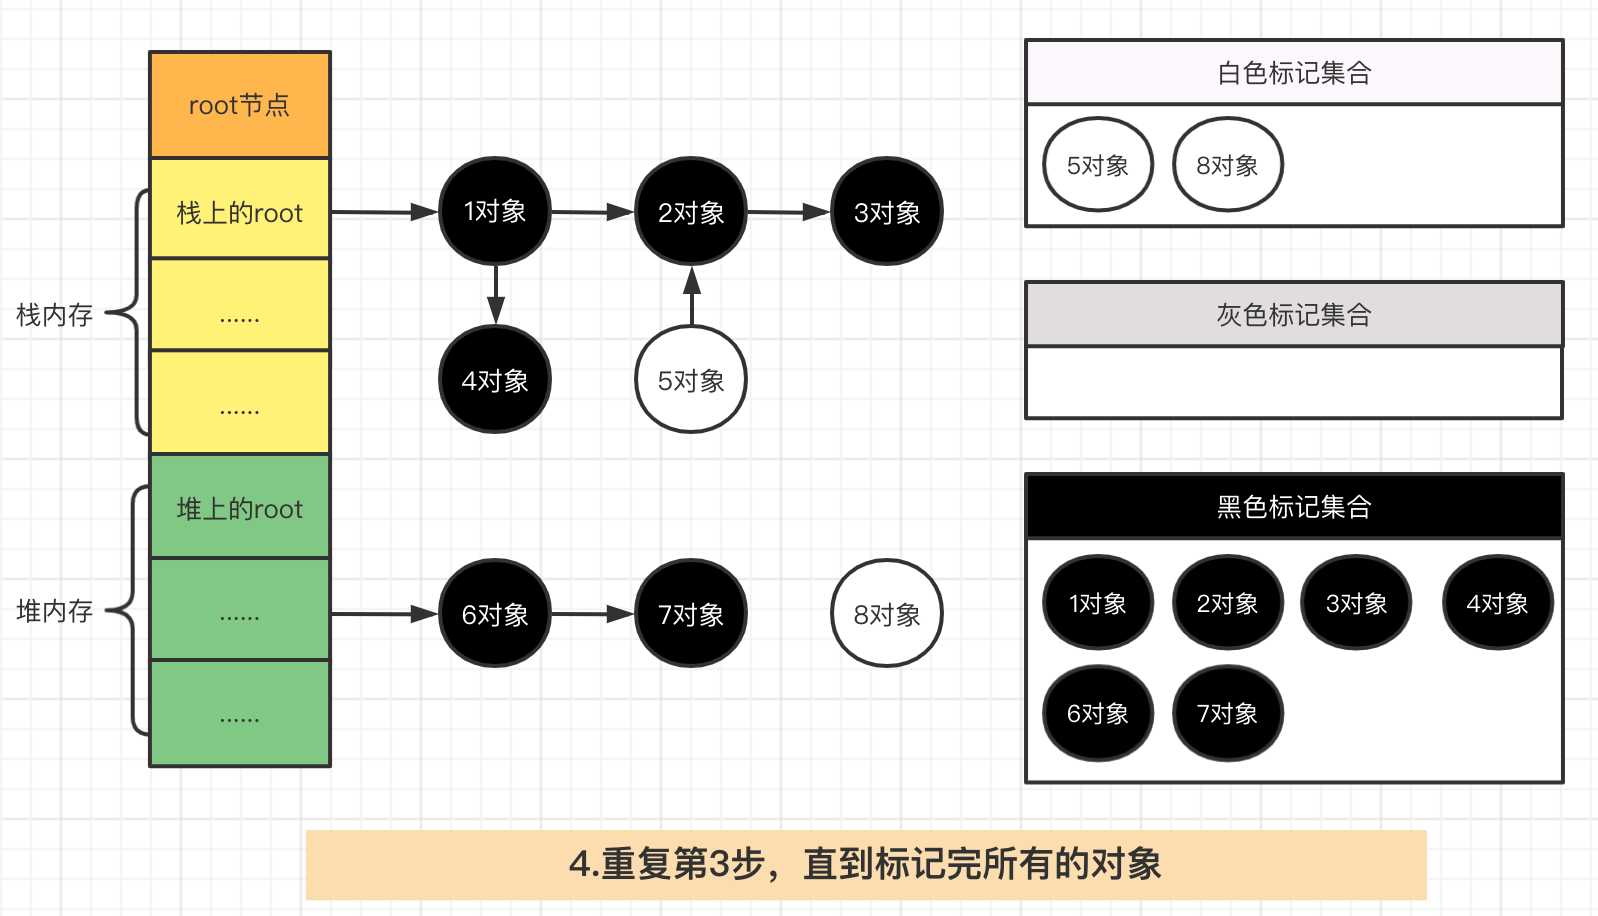 root节点
栈上的root
......
......
栈内存
堆上的root
......
......
堆内存
1对象
2对象
3对象
4对象
5对象
6对象
7对象
8对象
白色标记集合
5对象
8对象
灰色标记集合
黑色标记集合
1对象
2对象
3对象
4对象
6对象
7对象
4.重复第3步，直到标记完所有的对象